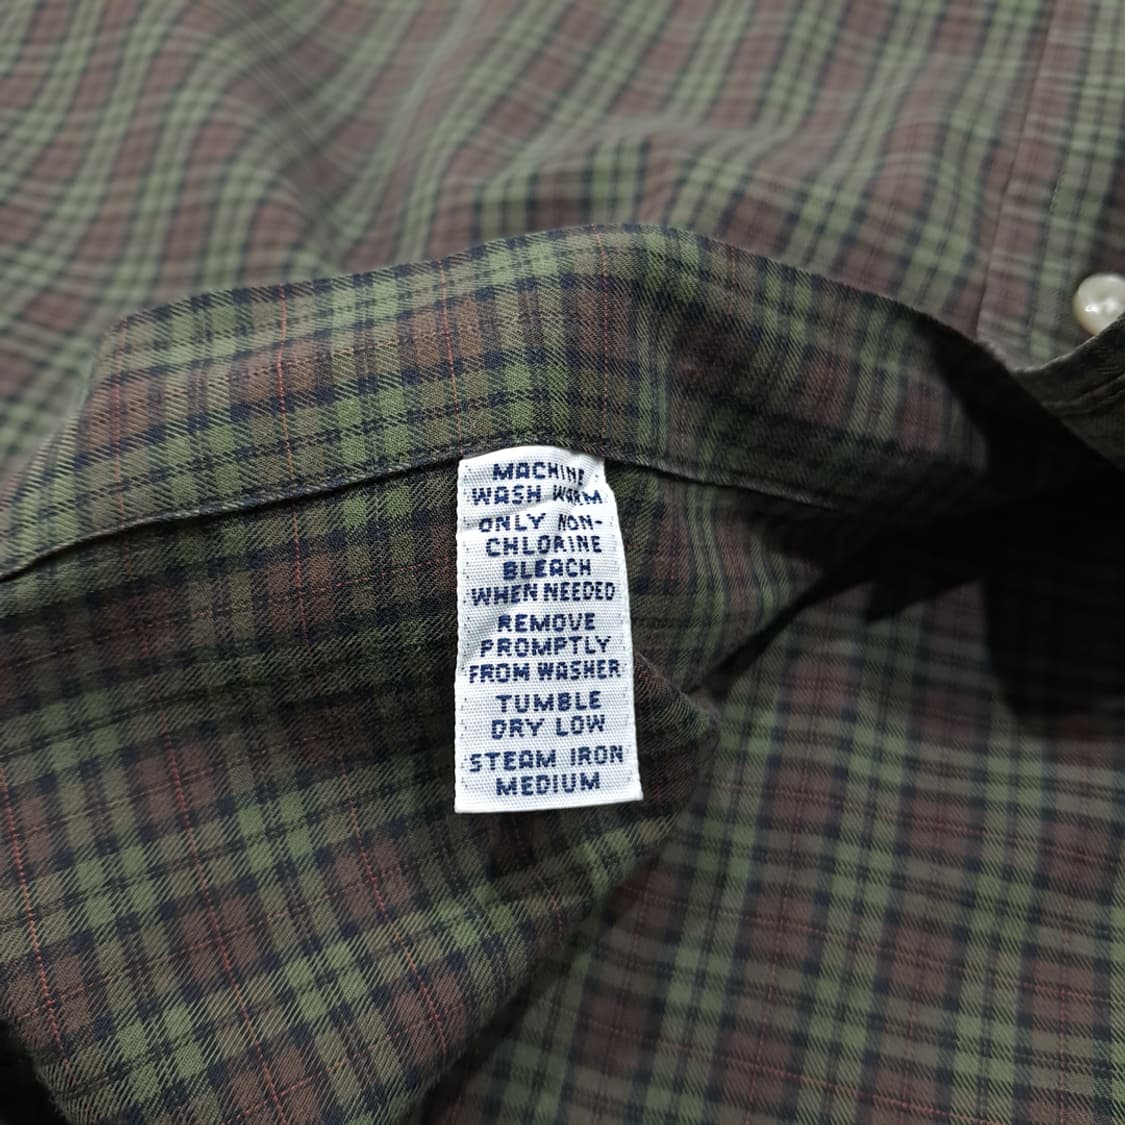 MACHINE
WASH WARM
ONLY NON-
CHLORINE
BLEACH
WHEN NEEDED
REMOVE
PROMPTLY
FROM WASHER
TUMBLE
DRY LOW
STEAM IRON
MEDIUM